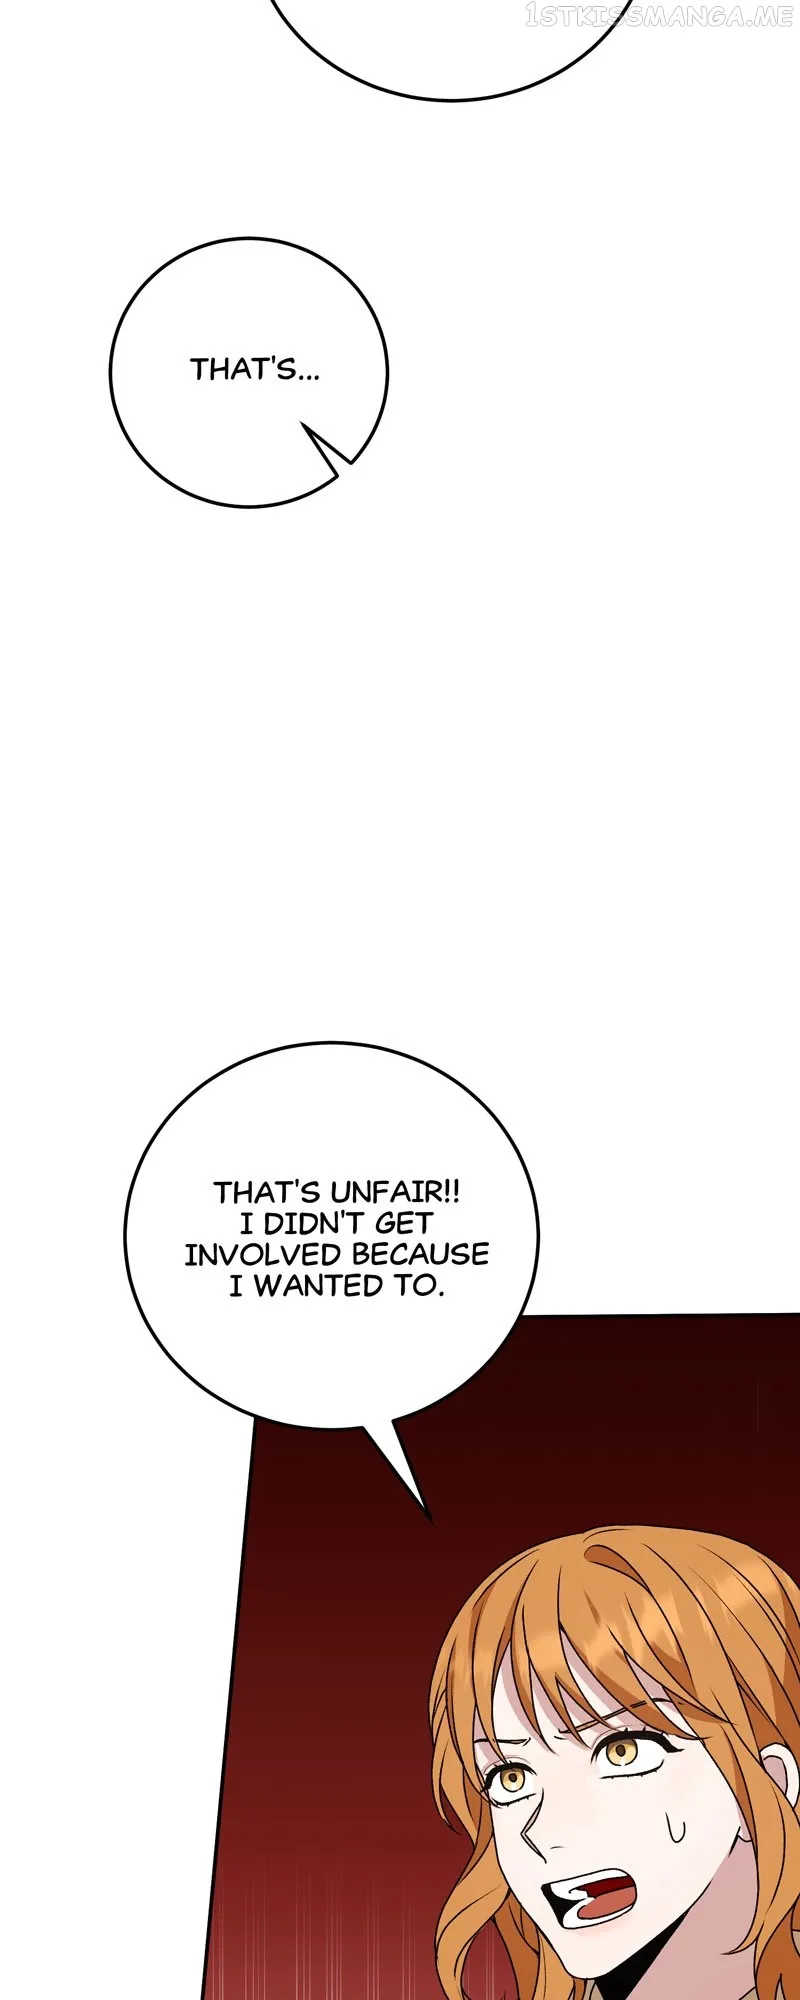 1STKISSMANGA.ME
THAT'S...
THAT'S UNFAIR!!
I DIDN'T GET
INVOLVED BECAUSE
I WANTED TO.